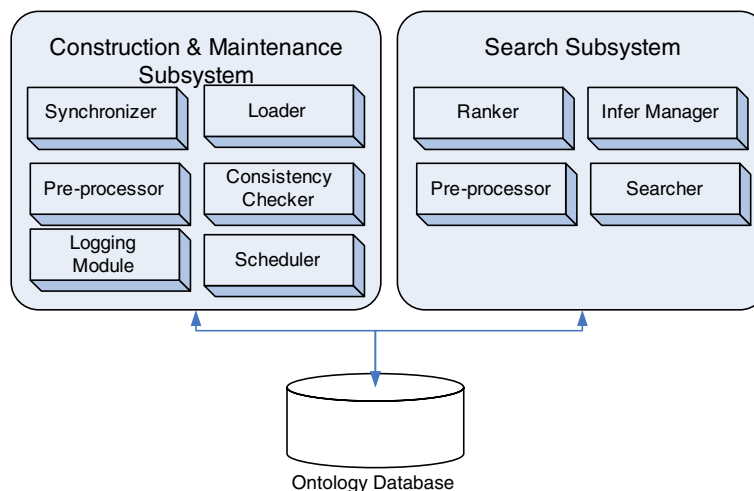 Construction & Maintenance
Subsystem
Synchronizer
Loader
Pre-processor
Consistency
Checker
Logging
Module
Scheduler
Search Subsystem
Ranker
Infer Manager
Pre-processor
Searcher
Ontology Database